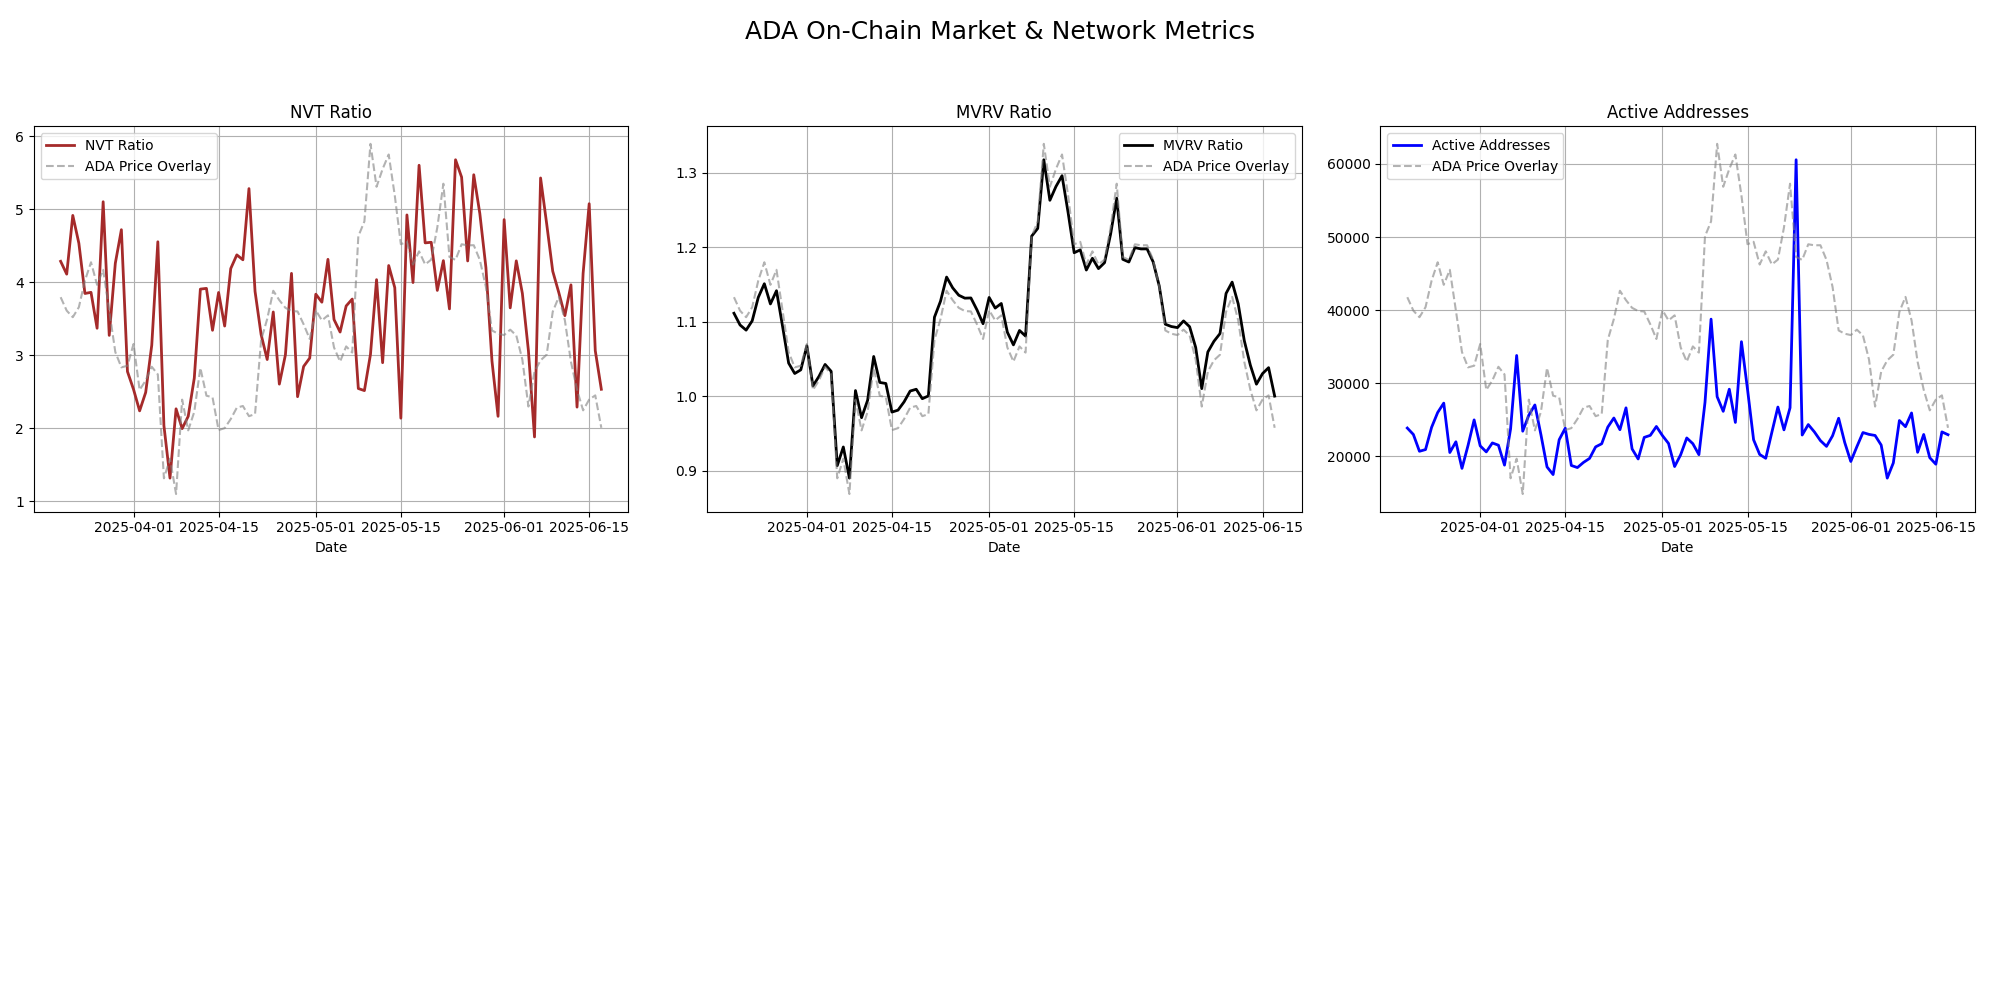 ADA On-Chain Market & Network Metrics
NVT Ratio
NVT Ratio
ADA Price Overlay
6
5
4
3
2
1
2025-04-01 2025-04-15 2025-05-01 2025-05-15 2025-06-01 2025-06-15
Date
MVRV Ratio
MVRV Ratio
ADA Price Overlay
1.3
1.2
1.1
1.0
0.9
2025-04-01 2025-04-15 2025-05-01 2025-05-15 2025-06-01 2025-06-15
Date
Active Addresses
Active Addresses
ADA Price Overlay
60000
50000
40000
30000
20000
2025-04-01 2025-04-15 2025-05-01 2025-05-15 2025-06-01 2025-06-15
Date